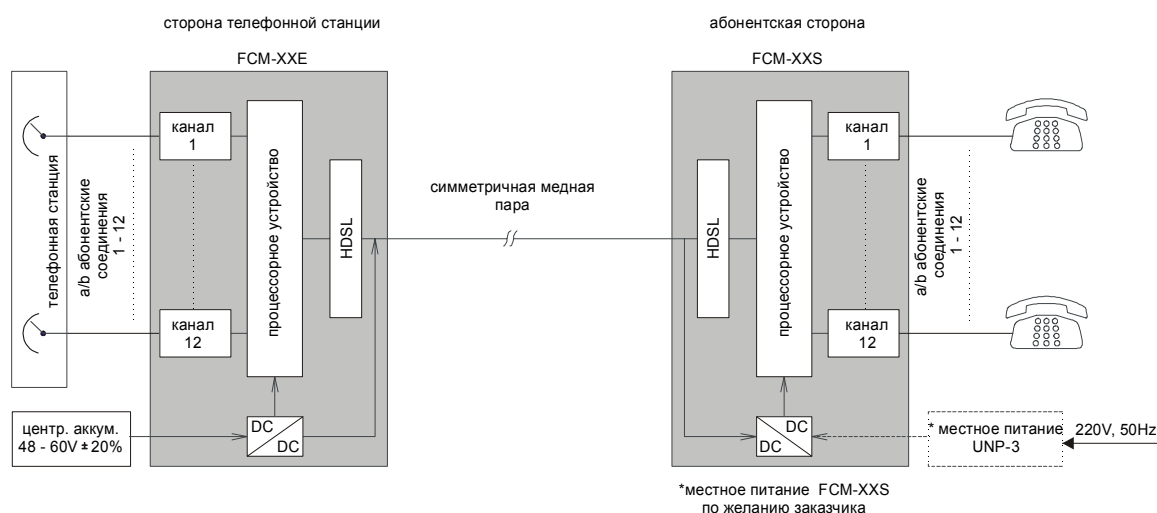 сторона телефонной станции
абонентская сторона
FCM-XXE
FCM-XXS
телефонная станция
a/b абонентские
соединения
1 - 12
канал
1
канал
12
процессорное устройство
HDSL
симметричная медная
пара
HDSL
процессорное устройство
канал
1
канал
12
a/b абонентские
соединения
1 - 12
центр. аккум.
48 - 60V ± 20%
DC
DC
DC
DC
* местное питание
UNP-3
220V, 50Hz
*местное питание FCM-XXS
по желанию заказчика